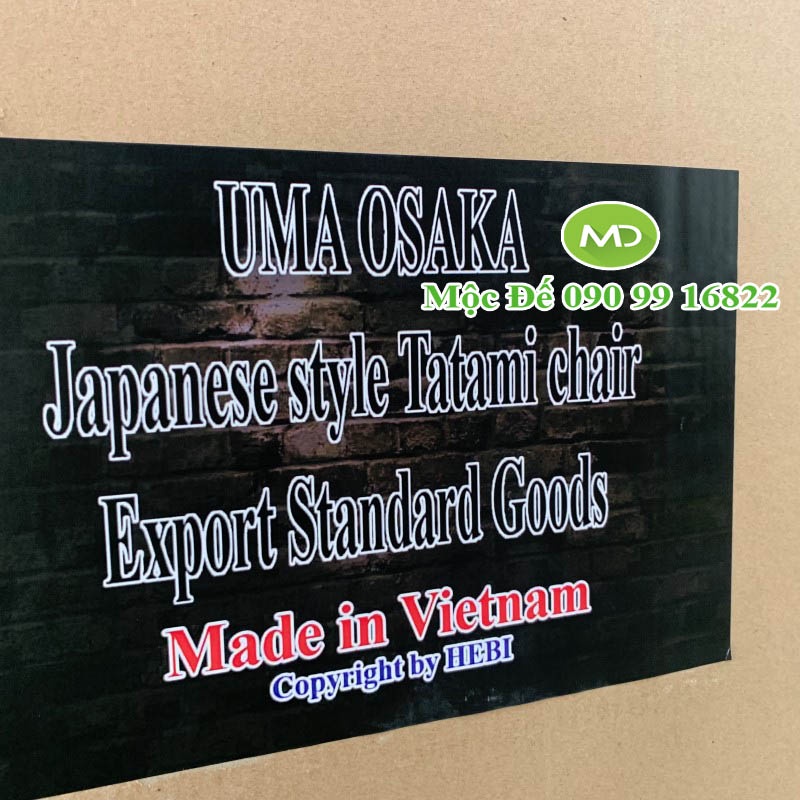 UMA OSAKA
MD
Mộc Đế 090 99 16822
Japanese style Tatami chair
Export Standard Goods
Made in Vietnam
Copyright by HEBI